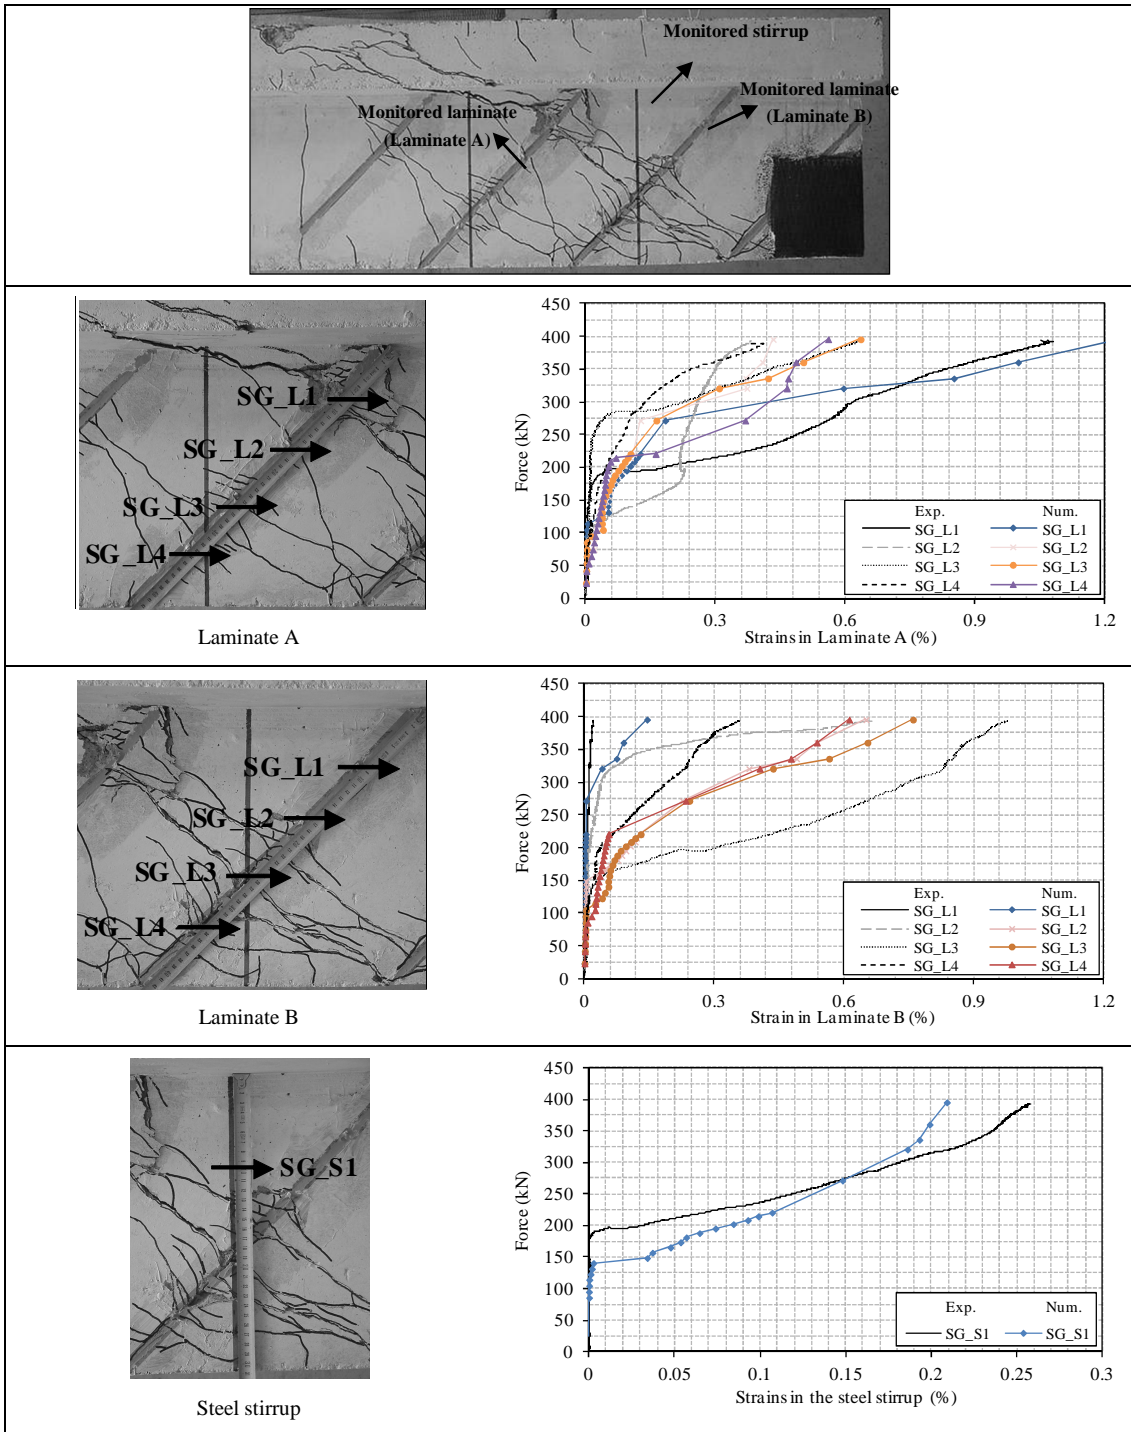 Monitored stirrup
Monitored laminate
(Laminate B)
Monitored laminate
(Laminate A)
SG_L1
SG_L2
SG_L3
SG_L4
Laminate A
450
400
350
300
250
200
150
100
50
0
Force (kN)
0 0.3 0.6 0.9 1.2
Strains in Laminate A (%)
Exp. Num.
SG_L1 SG_L1
SG_L2 SG_L2
SG_L3 SG_L3
SG_L4 SG_L4
SG_L1
SG_L2
SG_L3
SG_L4
Laminate B
450
400
350
300
250
200
150
100
50
0
Force (kN)
0 0.3 0.6 0.9 1.2
Strain in Laminate B (%)
Exp. Num.
SG_L1 SG_L1
SG_L2 SG_L2
SG_L3 SG_L3
SG_L4 SG_L4
SG_S1
Steel stirrup
450
400
350
300
250
200
150
100
50
0
Force (kN)
0 0.05 0.1 0.15 0.2 0.25 0.3
Strains in the steel stirrup (%)
Exp. Num.
SG_S1 SG_S1